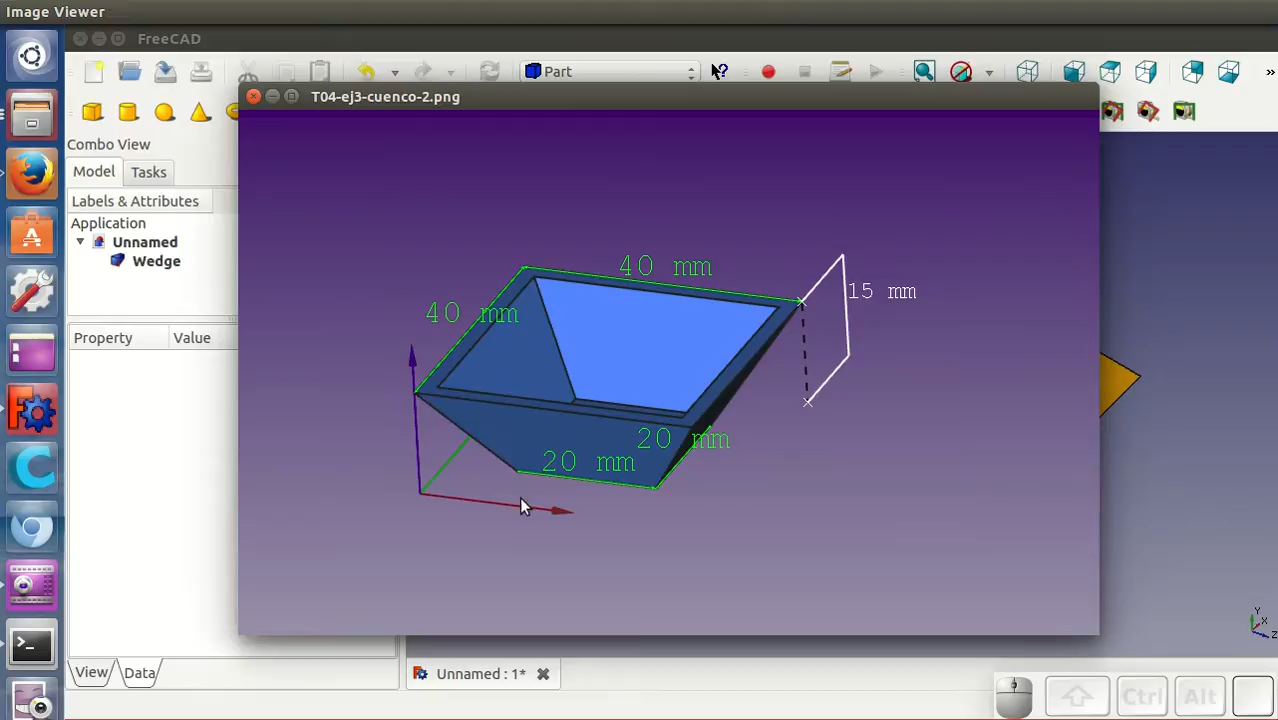 Image Viewer
FreeCAD
Part
T04-ej3-cuenco-2.png
Combo View
Model
Tasks
Labels & Attributes
Application
Unnamed
Wedge
Property
Value
40 mm
40 mm
15 mm
20 mm
20 mm
View
Data
Unnamed : 1*
Ctrl
Alt
Y
X
Z